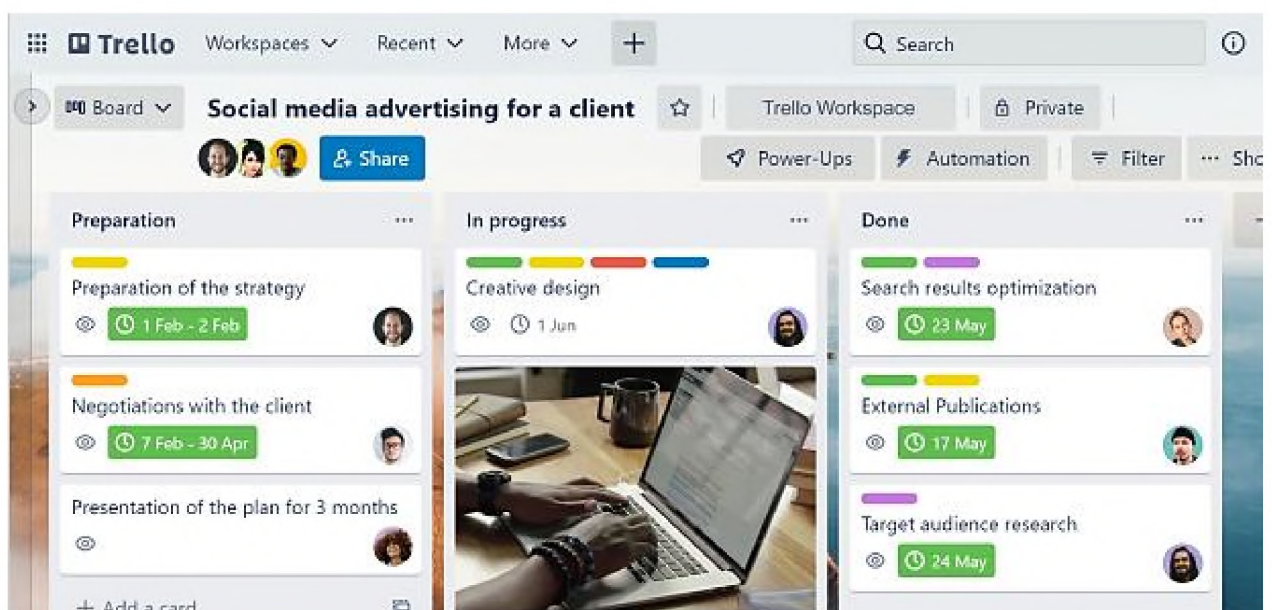 Trello Workspaces Recent More Search
Board Social media advertising for a client Trello Workspace Private
Share Power-Ups Automation Filter Sho
Preparation
Preparation of the strategy
1 Feb - 2 Feb
Negotiations with the client
7 Feb - 30 Apr
Presentation of the plan for 3 months
+ Add a card
In progress
Creative design
1 Jun
Done
Search results optimization
23 May
External Publications
17 May
Target audience research
24 May